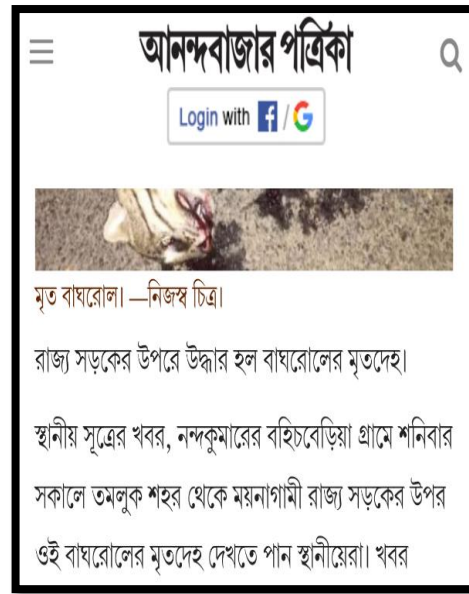 আনন্দবাজার পত্রিকা
Login with f / G
মৃত বাঘরোল। —নিজস্ব চিত্র।
রাজ্য সড়কের উপরে উদ্ধার হল বাঘরোলের মৃতদেহ।
স্থানীয় সূত্রের খবর, নন্দকুমারের বহিচবেড়িয়া গ্রামে শনিবার
সকালে তমলুক শহর থেকে ময়নাগামী রাজ্য সড়কের উপর
ওই বাঘরোলের মৃতদেহ দেখতে পান স্থানীয়েরা। খবর